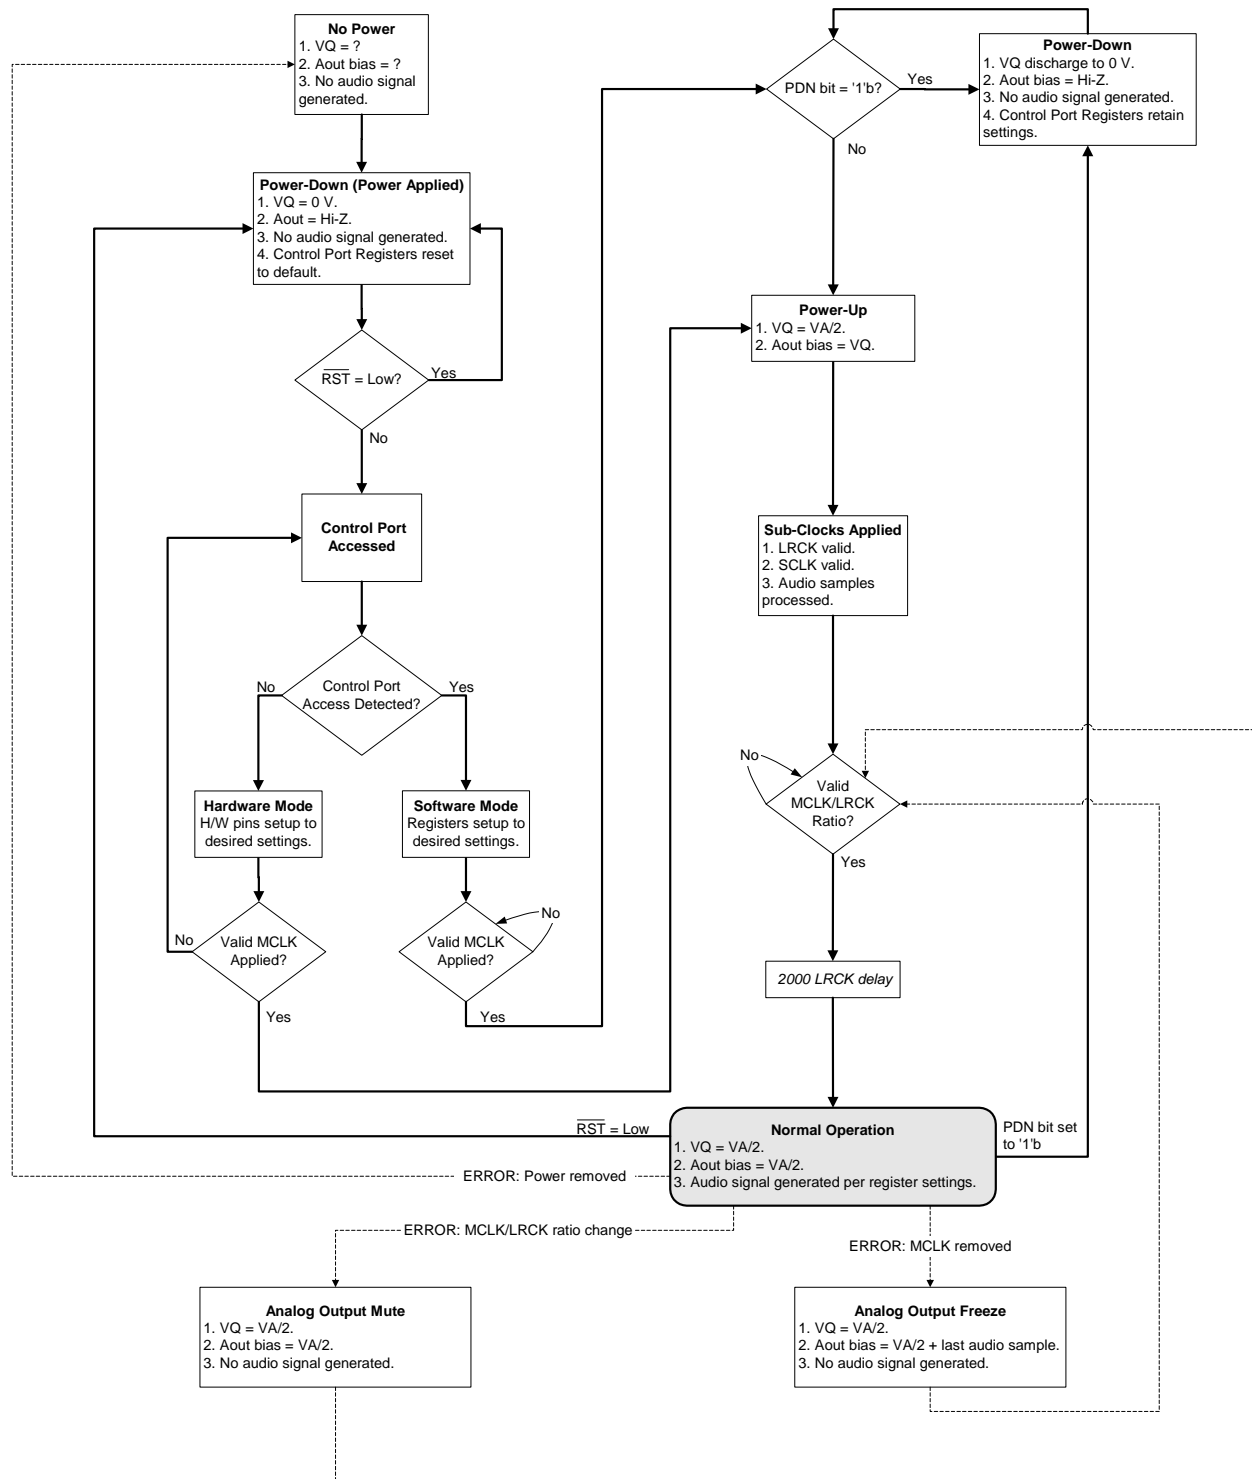 No Power
1. VQ = ?
2. Aout bias = ?
3. No audio signal
generated.
Power-Down (Power Applied)
1. VQ = 0 V.
2. Aout = Hi-Z.
3. No audio signal generated.
4. Control Port Registers reset
to default.
RST = Low?
Yes
No
Control Port
Accessed
Control Port
Access Detected?
No
Yes
Hardware Mode
H/W pins setup to
desired settings.
Software Mode
Registers setup to
desired settings.
Valid MCLK
Applied?
No
Yes
Valid MCLK
Applied?
No
Yes
PDN bit = '1'b?
Yes
No
Power-Down
1. VQ discharge to 0 V.
2. Aout bias = Hi-Z.
3. No audio signal generated.
4. Control Port Registers retain
settings.
Power-Up
1. VQ = VA/2.
2. Aout bias = VQ.
Sub-Clocks Applied
1. LRCK valid.
2. SCLK valid.
3. Audio samples
processed.
No
Valid
MCLK/LRCK
Ratio?
Yes
2000 LRCK delay
Normal Operation
1. VQ = VA/2.
2. Aout bias = VA/2.
3. Audio signal generated per register settings.
RST = Low
PDN bit set
to '1'b
ERROR: Power removed
ERROR: MCLK/LRCK ratio change
ERROR: MCLK removed
Analog Output Mute
1. VQ = VA/2.
2. Aout bias = VA/2.
3. No audio signal generated.
Analog Output Freeze
1. VQ = VA/2.
2. Aout bias = VA/2 + last audio sample.
3. No audio signal generated.